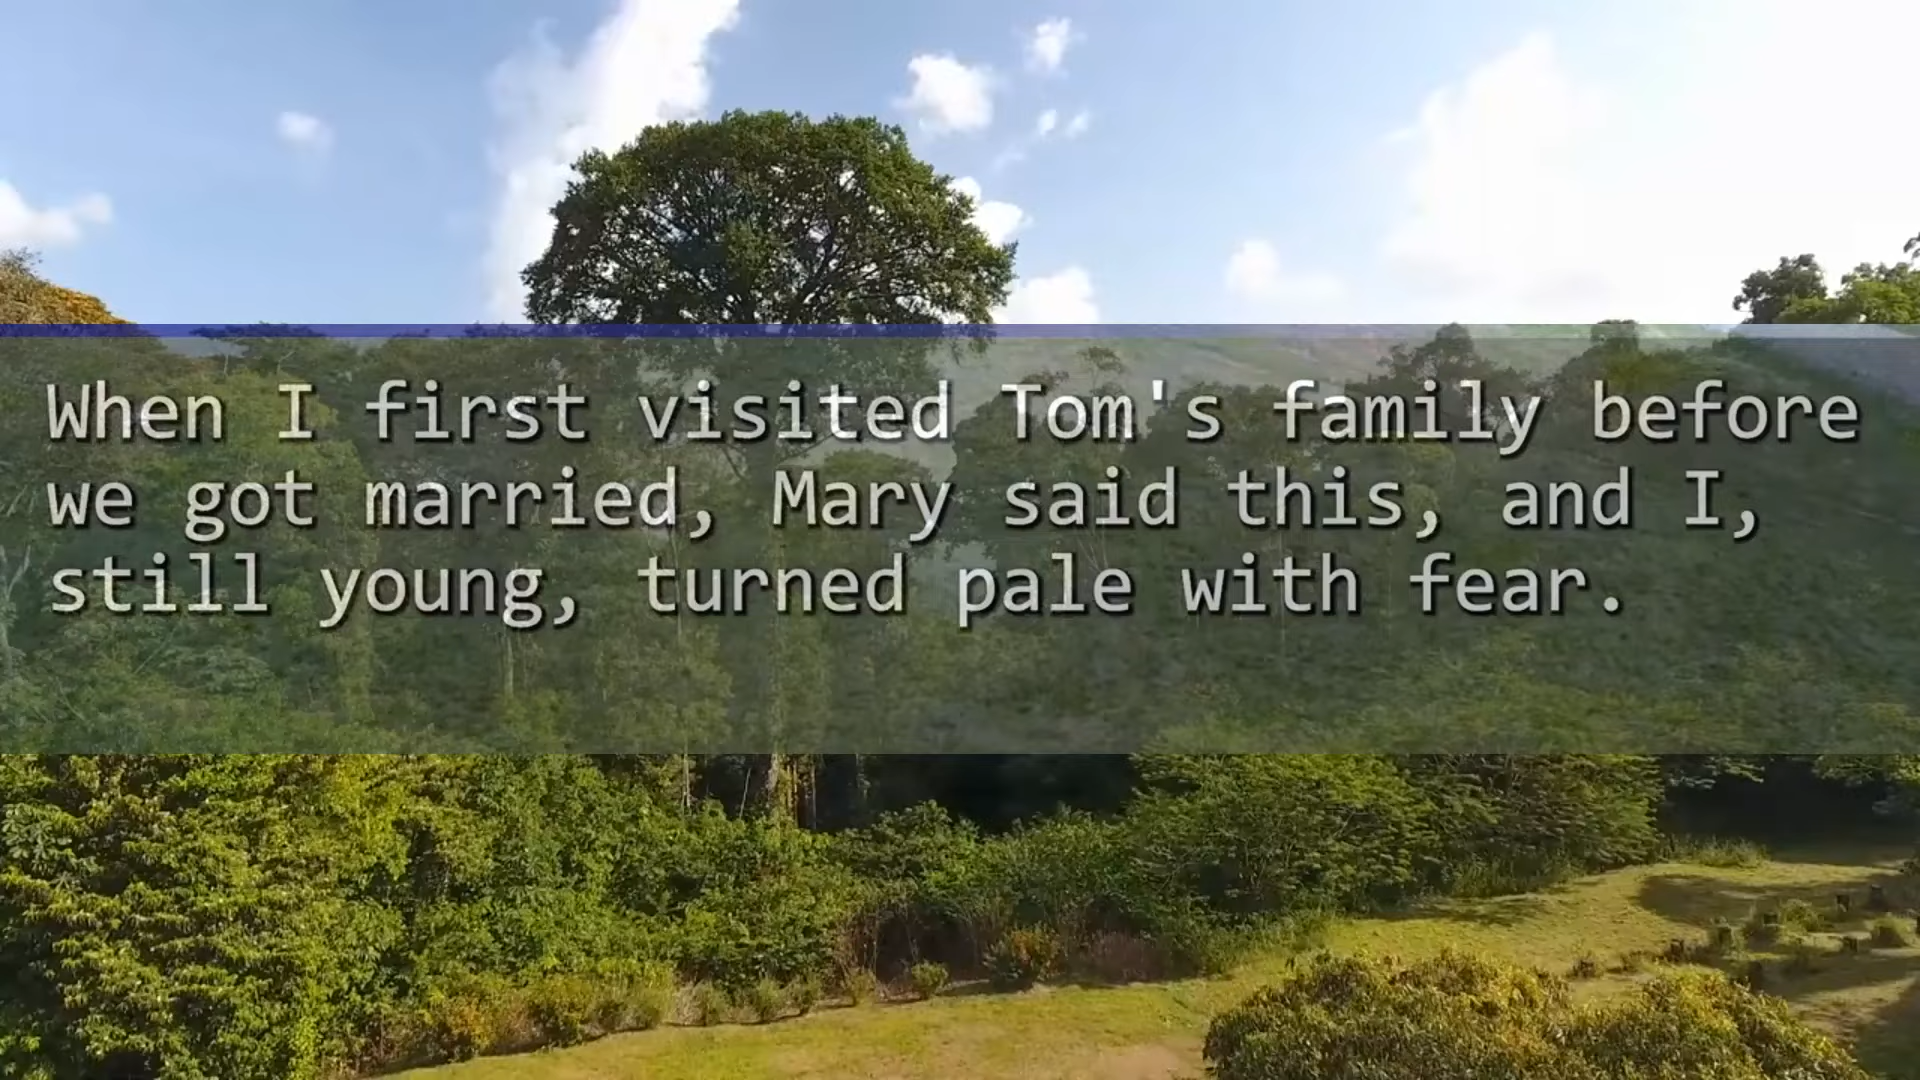 When I first visited Tom's family before
we got married, Mary said this, and I,
still young, turned pale with fear.